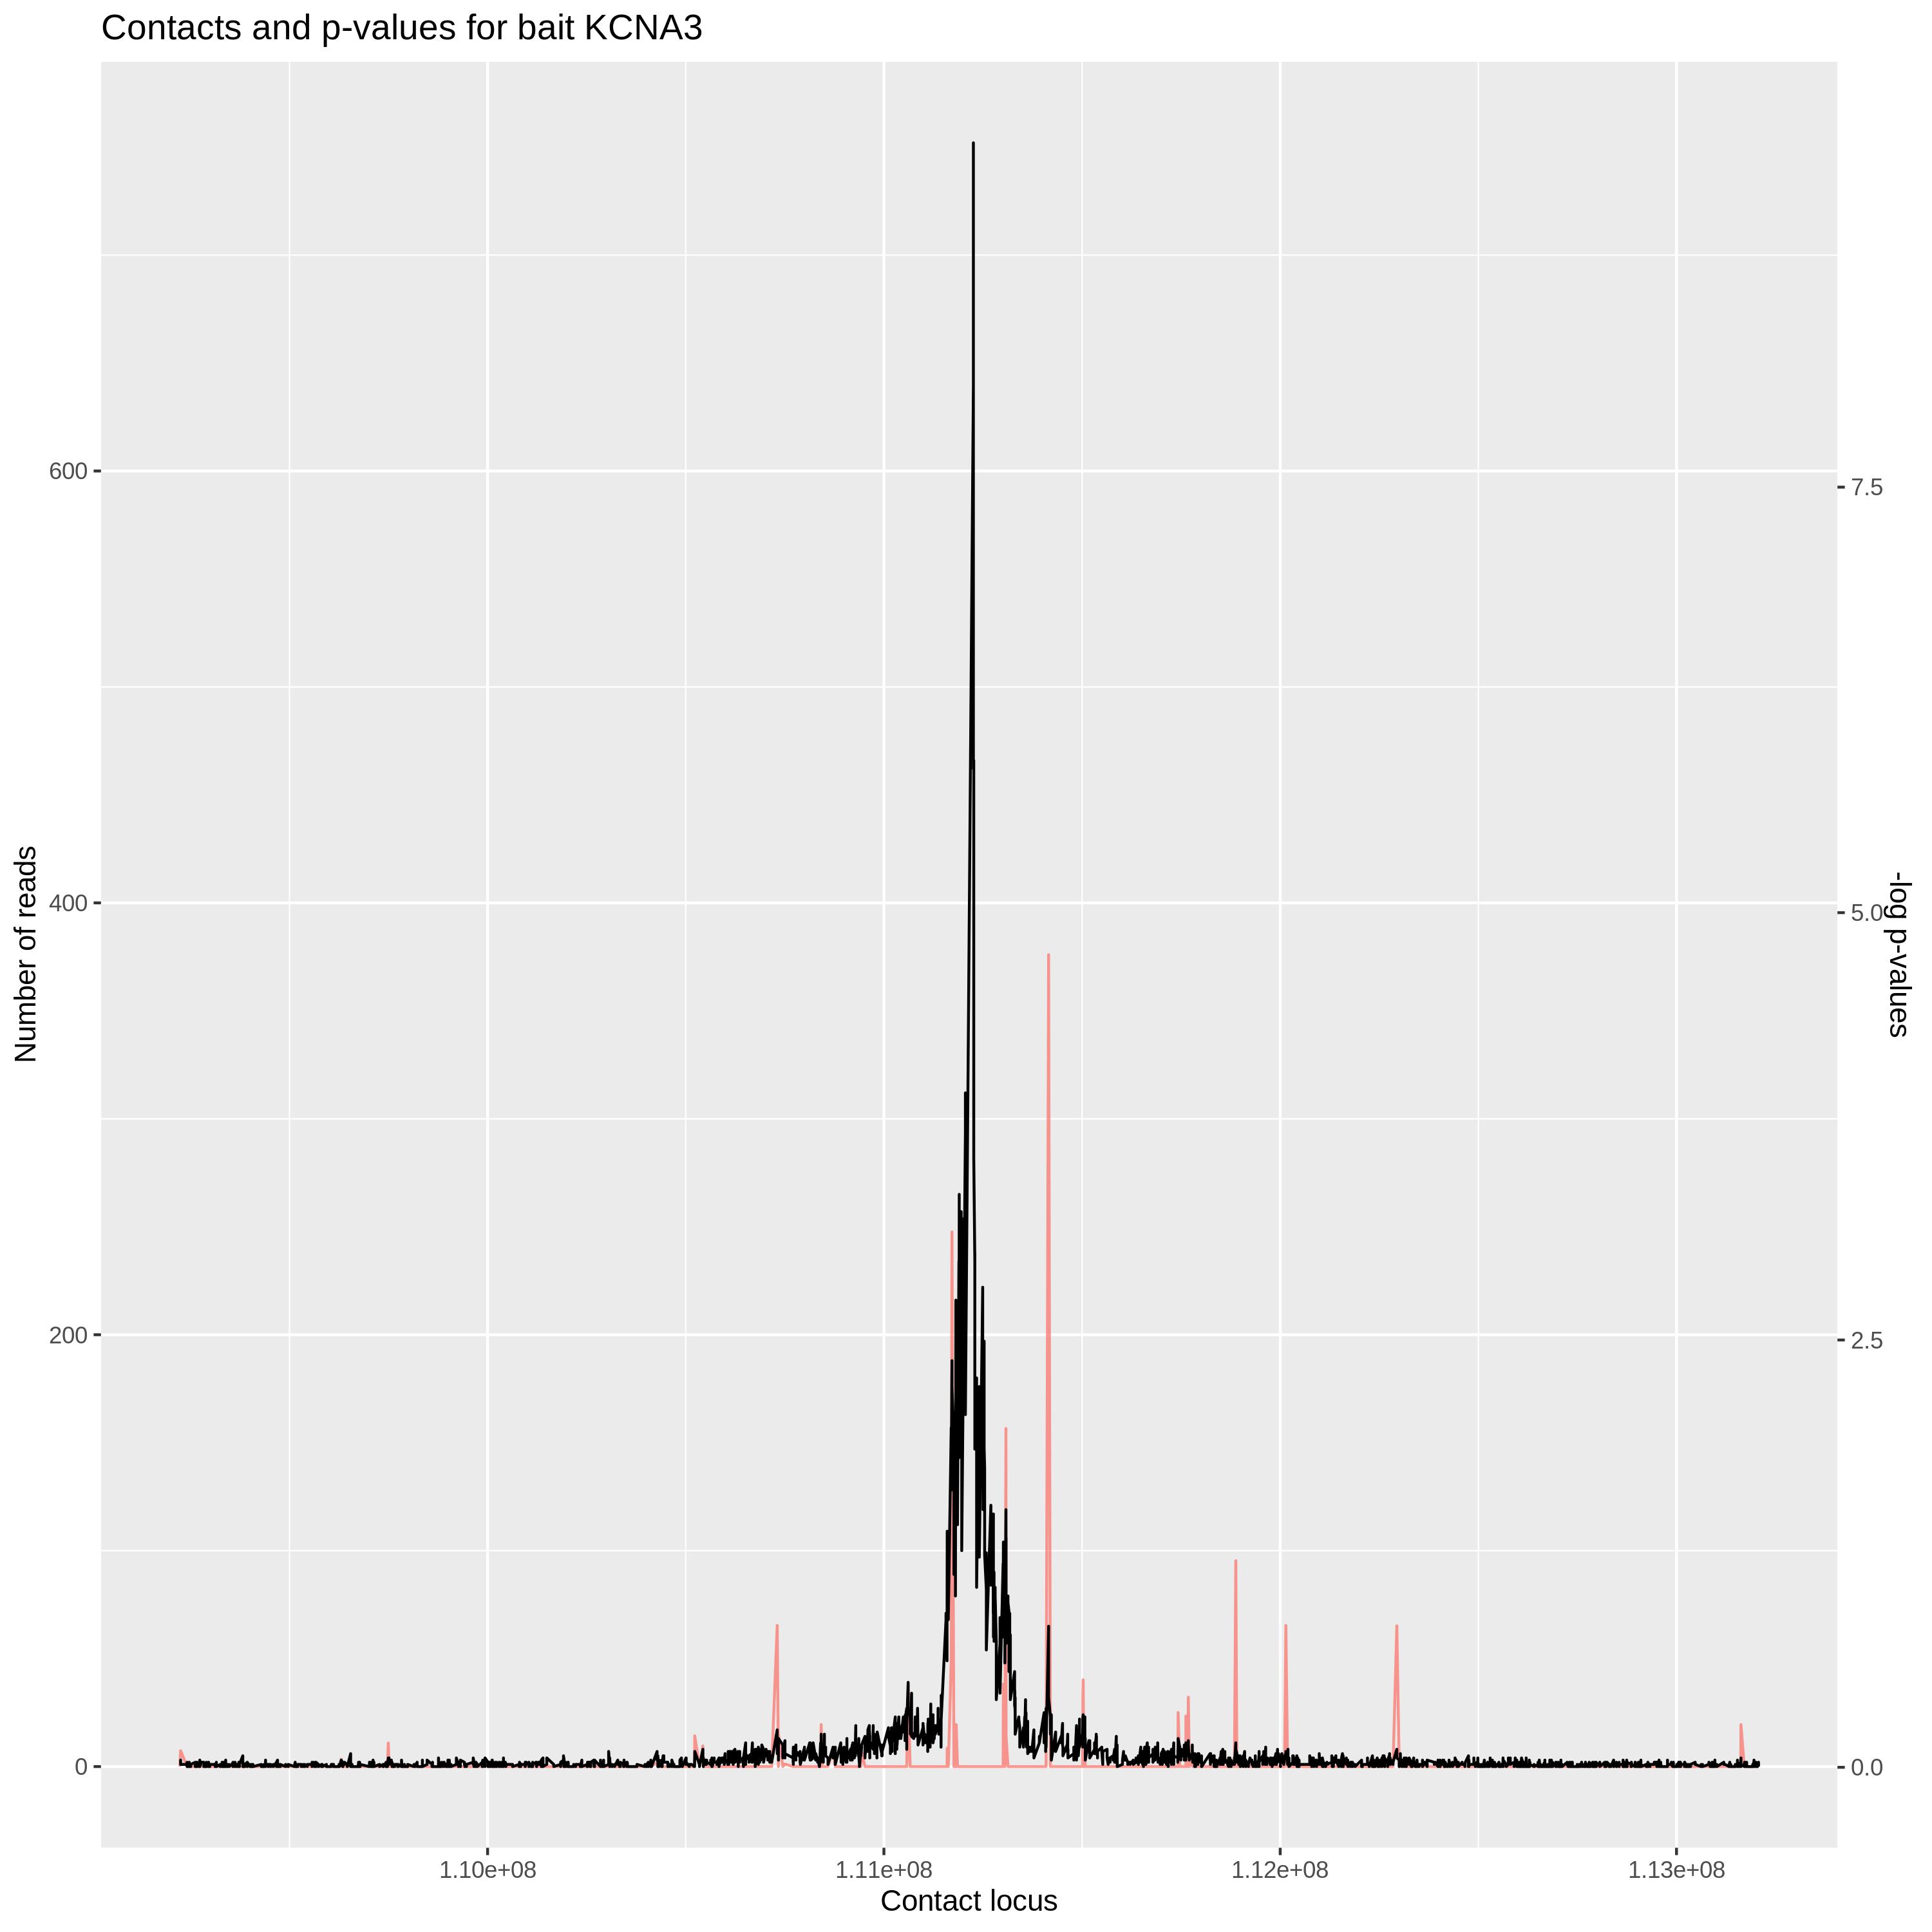 Contacts and p-values for bait KCNA3
Number of reads
600
400
200
0
7.5
5.0
2.5
0.0
-log p-values
1.10e+08
1.11e+08
1.12e+08
1.13e+08
Contact locus